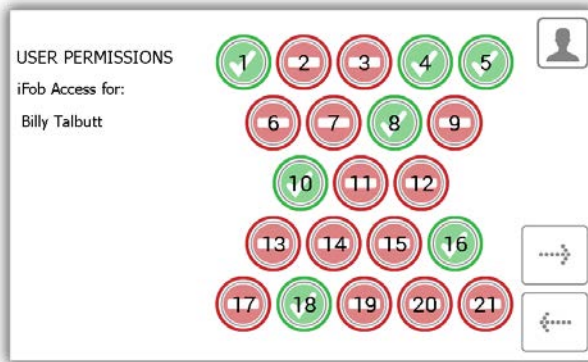 USER PERMISSIONS
iFob Access for:
Billy Talbutt
1 2 3 4 5
6 7 8 9
10 11 12
13 14 15 16
17 18 19 20 21